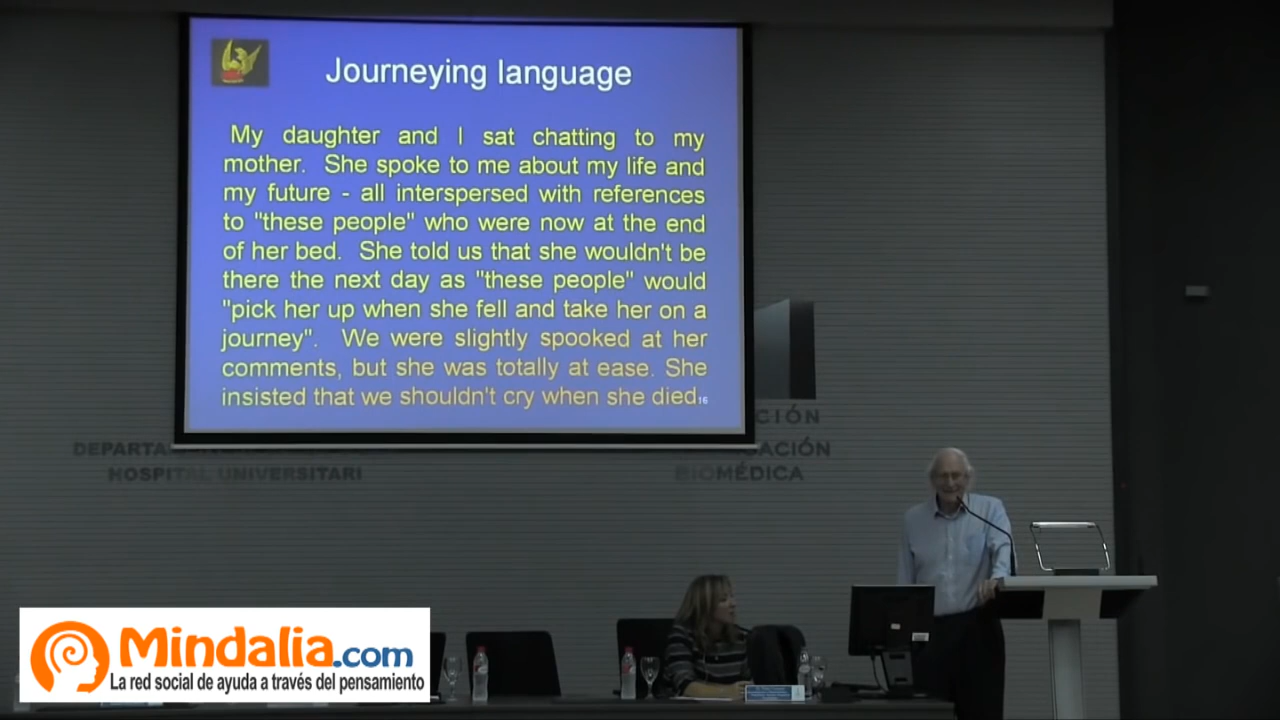 Journeying language
My daughter and I sat chatting to my
mother. She spoke to me about my life and
my future - all interspersed with references
to "these people" who were now at the end
of her bed. She told us that she wouldn't be
there the next day as "these people" would
"pick her up when she fell and take her on a
journey". We were slightly spooked at her
comments, but she was totally at ease. She
insisted that we shouldn't cry when she died.
16
CIÓN
DEPARTA
HOSPITAL UNIVERSITARI
BIOMÉDICA
Mindalia.com
La red social de ayuda a través del pensamiento